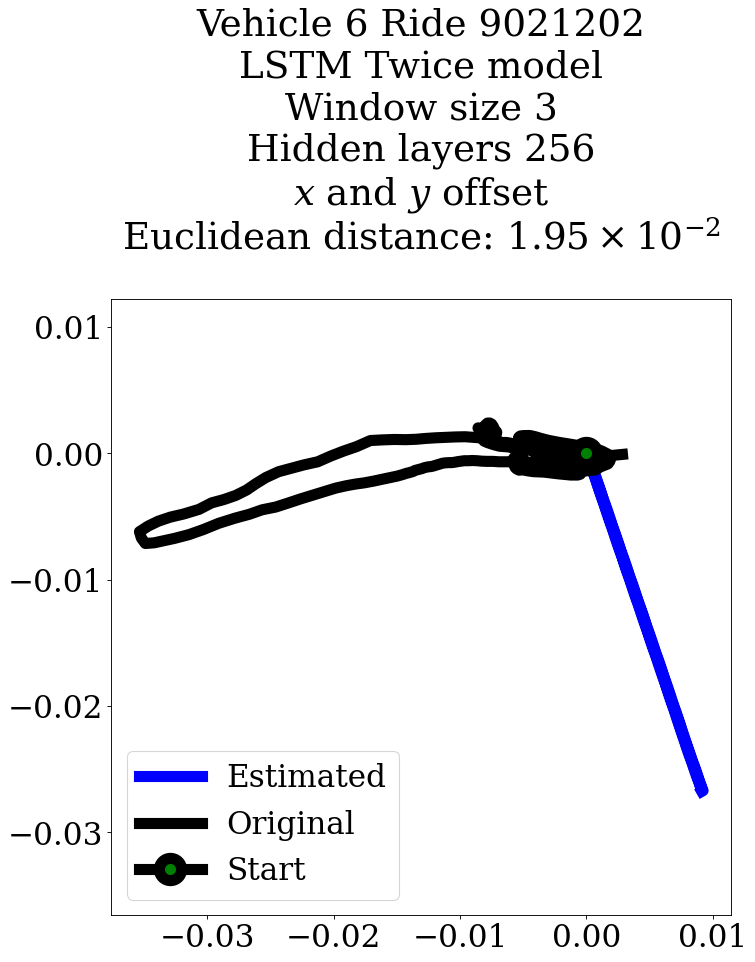 Vehicle 6 Ride 9021202
LSTM Twice model
Window size 3
Hidden layers 256
x and y offset
Euclidean distance: 1.95 × 10⁻²
0.01
0.00
−0.01
−0.02
−0.03
Estimated
Original
Start
−0.03 −0.02 −0.01 0.00 0.01